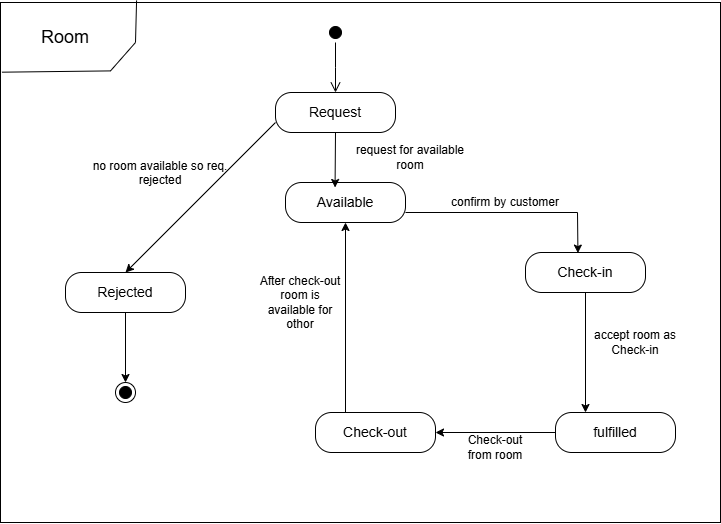 Room
Request
request for available
room
no room available so req.
rejected
Available
confirm by customer
Check-in
Rejected
After check-out
room is
available for
othor
accept room as
Check-in
Check-out
fulfilled
Check-out
from room